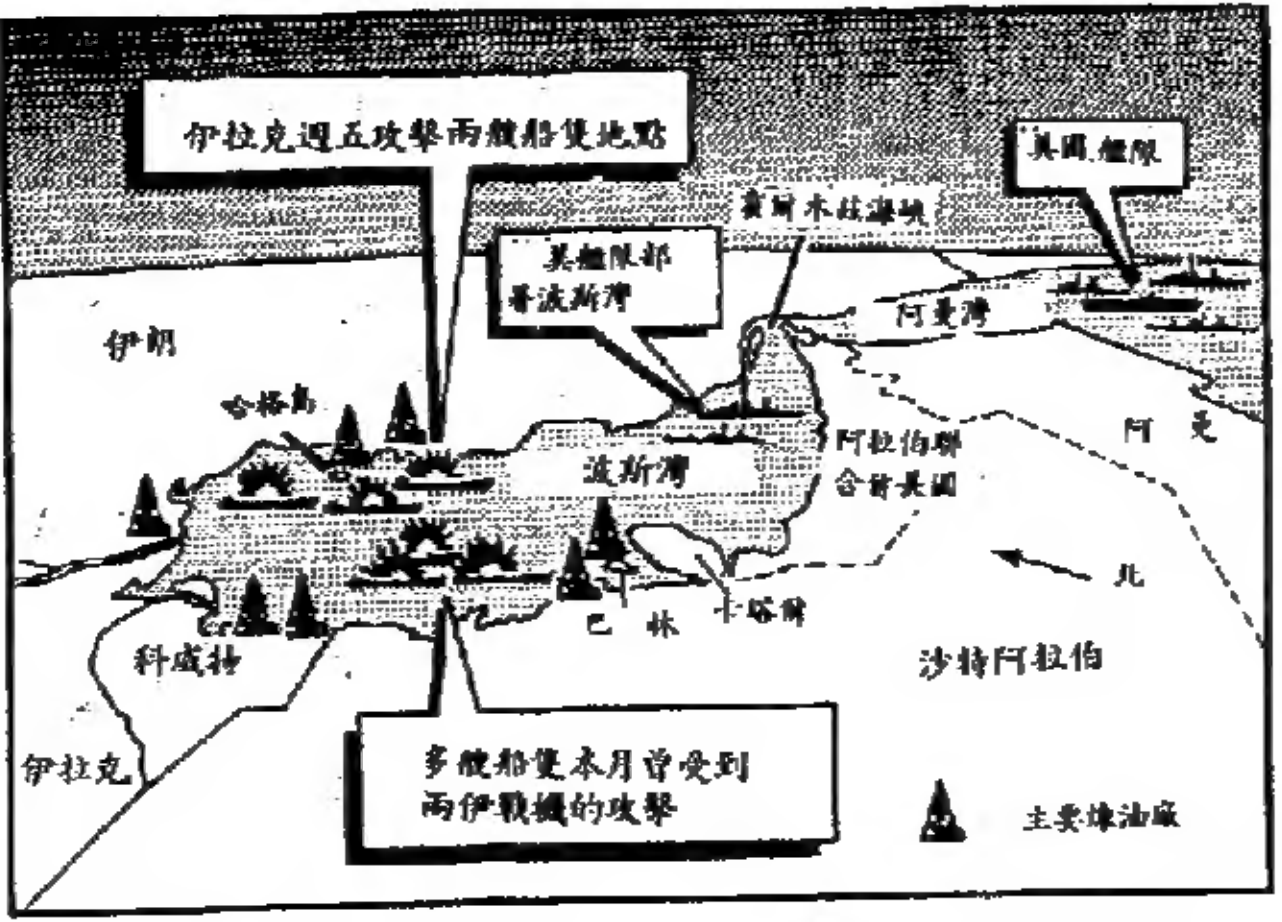 伊拉克週五攻擊兩艘船隻地點
美國艦隊
賀爾木茲海峽
美艦隊部
署波斯灣
阿曼灣
伊朗
哈格島
阿曼
波斯灣
阿拉伯聯
合酋長國
北
巴林
卡塔爾
科威特
沙特阿拉伯
伊拉克
多艘船隻本月曾受到
兩伊戰機的攻擊
主要煉油廠